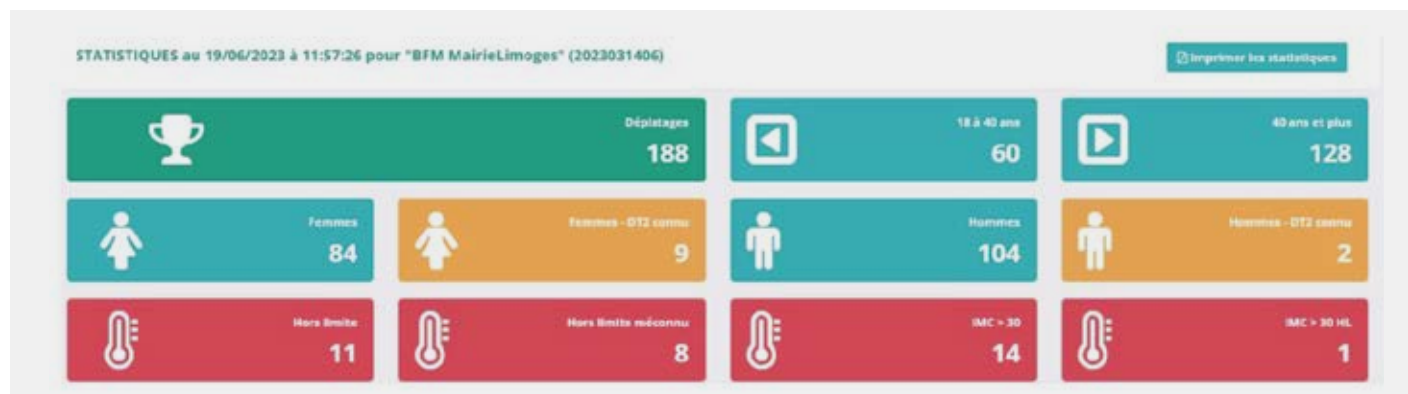 STATISTIQUES au 19/06/2023 à 11:57:26 pour "BFM MairieLimoges" (2023031406)
Imprimer les statistiques
Dépistages
188
18 à 40 ans
60
40 ans et plus
128
Femmes
84
Femmes - DT2 connu
9
Hommes
104
Hommes - DT2 connu
2
Hors limite
11
Hors limite méconnu
8
IMC > 30
14
IMC > 30 HL
1